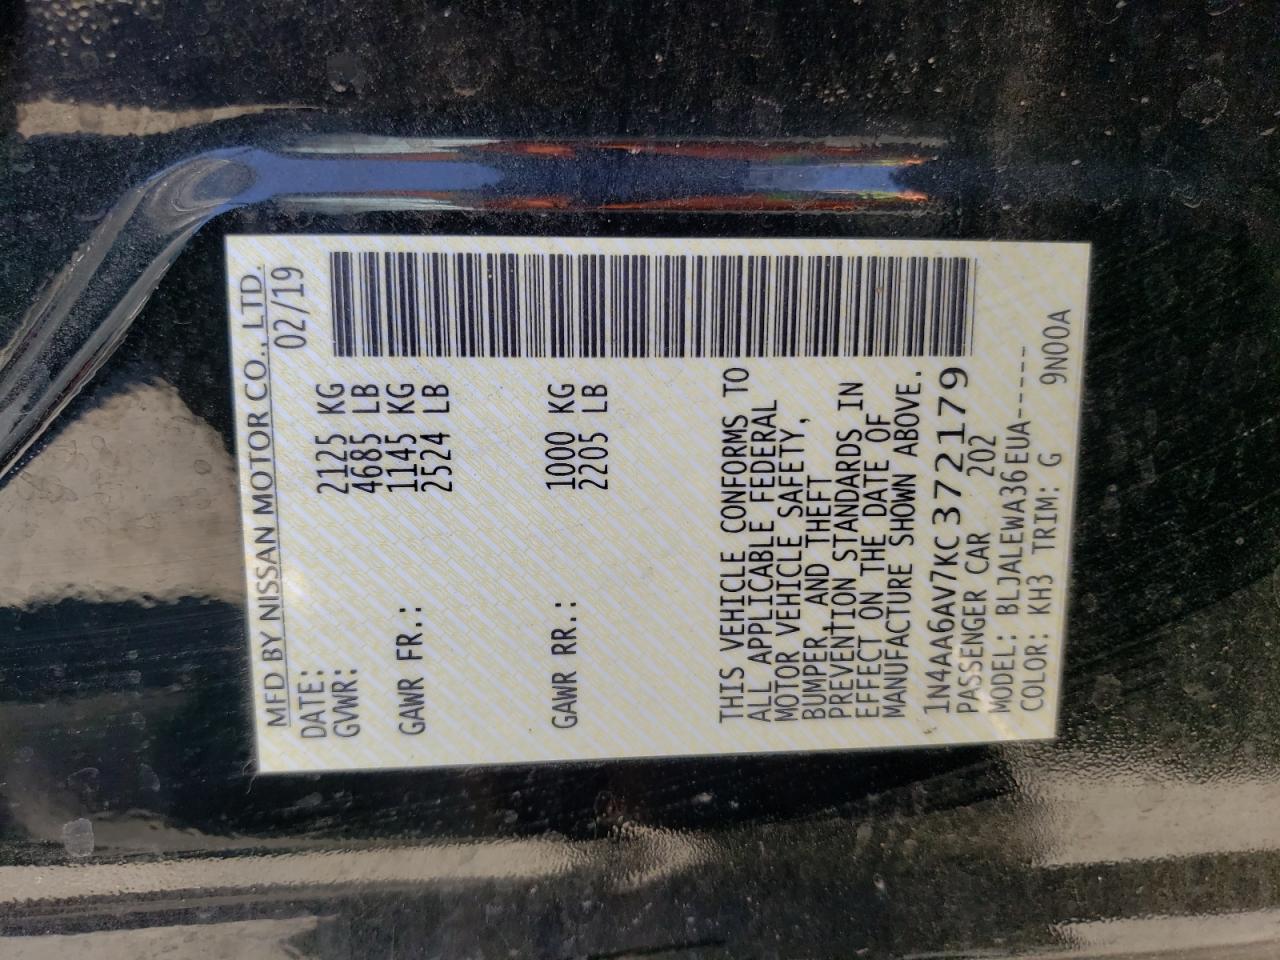 MFD BY NISSAN MOTOR CO., LTD.
DATE: 02/19
GVWR: 2125 KG
4685 LB
GAWR FR.: 1145 KG
2524 LB
GAWR RR.: 1000 KG
2205 LB
THIS VEHICLE CONFORMS TO
ALL APPLICABLE FEDERAL
MOTOR VEHICLE SAFETY,
BUMPER, AND THEFT
PREVENTION STANDARDS IN
EFFECT ON THE DATE OF
MANUFACTURE SHOWN ABOVE.
1N4AA6AV7KC372179
PASSENGER CAR 202
MODEL: BLJALEWA36EUA-----
COLOR: KH3 TRIM: G 9N00A